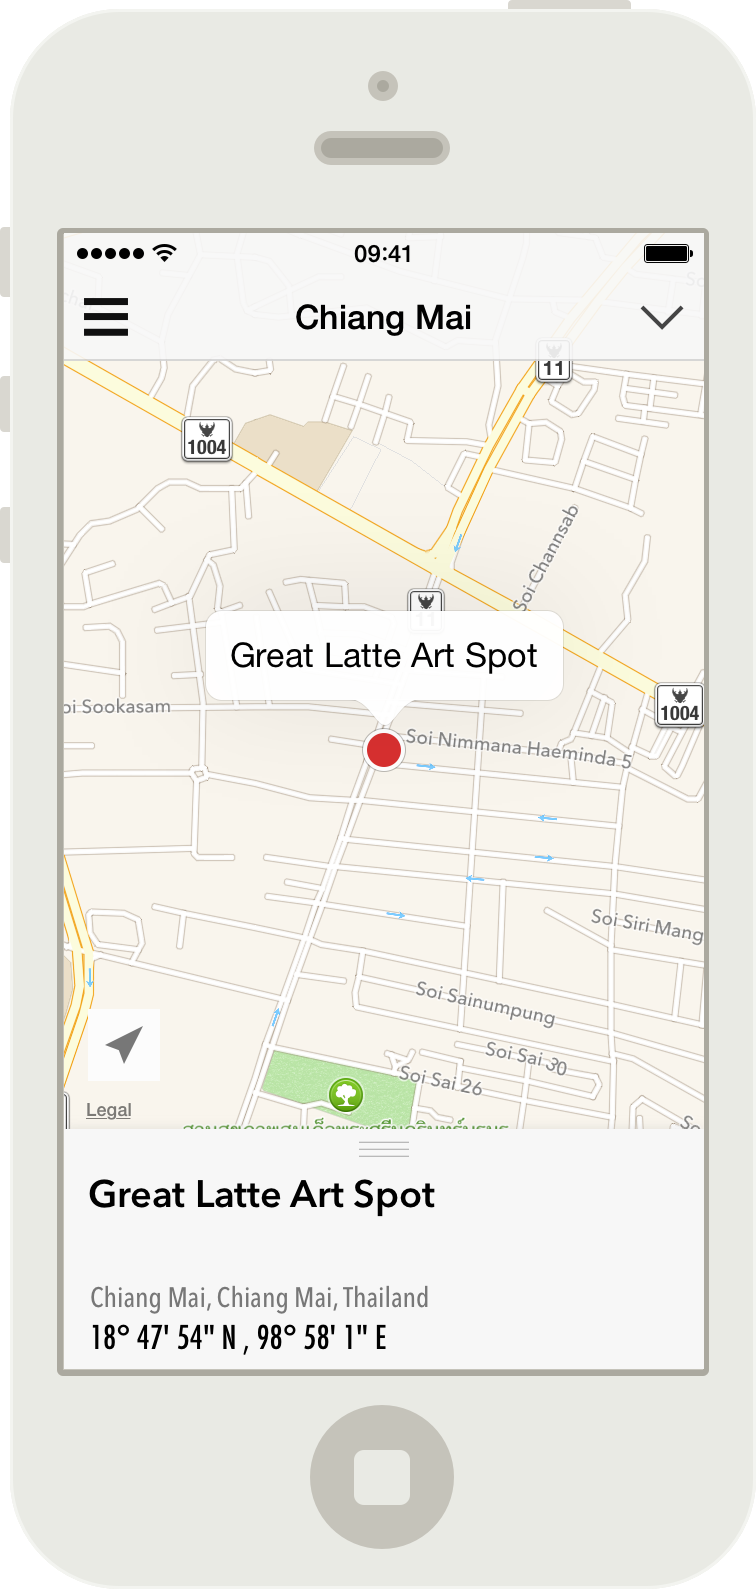 09:41
Chiang Mai
11
1004
Soi Channsab
11
Great Latte Art Spot
oi Sookasam
1004
Soi Nimmana Haeminda 5
Soi Siri Mang
Soi Sainumpung
Soi Sai 30
Soi Sai 26
Legal
So
Great Latte Art Spot
Chiang Mai, Chiang Mai, Thailand
18° 47' 54" N , 98° 58' 1" E